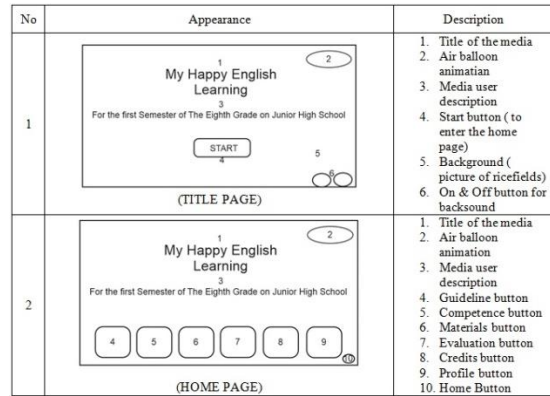 No
Appearance
Description
1
1
2
My Happy English
Learning
3
For the first Semester of The Eighth Grade on Junior High School
START
4
5
6
(TITLE PAGE)
1. Title of the media
2. Air balloon
animatian
3. Media user
description
4. Start button ( to
enter the home
page)
5. Background (
picture of ricefields)
6. On & Off button for
backsound
2
1
2
My Happy English
Learning
3
For the first Semester of The Eighth Grade on Junior High School
4
5
6
7
8
9
10
(HOME PAGE)
1. Title of the media
2. Air balloon
animation
3. Media user
description
4. Guideline button
5. Competence button
6. Materials button
7. Evaluation button
8. Credits button
9. Profile button
10. Home Button